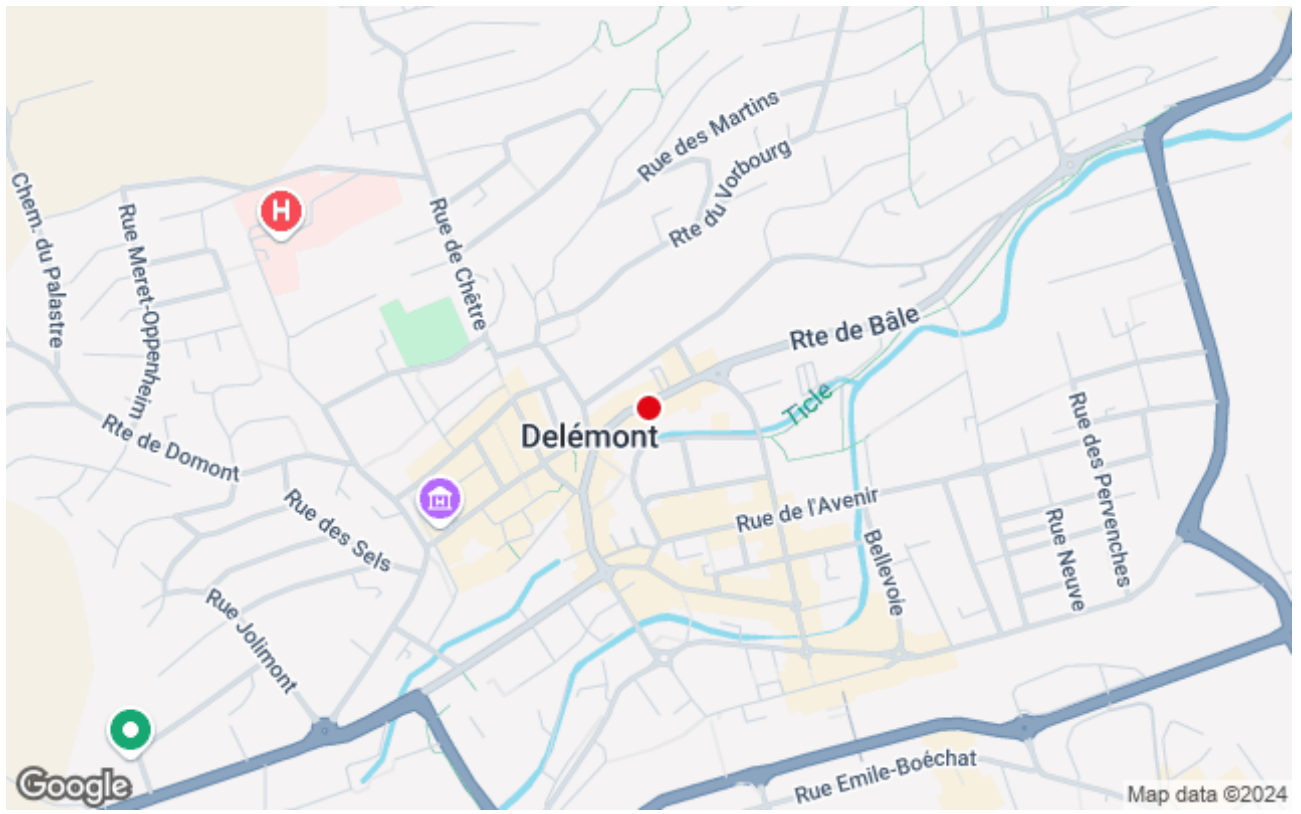 Rue des Martins
Rte du Vorbourg
H
Chem. du Palastre
Rue Meret-Oppenheim
Rue de Chêtre
Rte de Bâle
Ticle
Delémont
Rte de Domont
Rue des Sels
Rue de l'Avenir
Rue des Pervenches
Rue Neuve
Bellevoie
Rue Jolimont
Rue Emile-Boéchat
Google
Map data ©2024